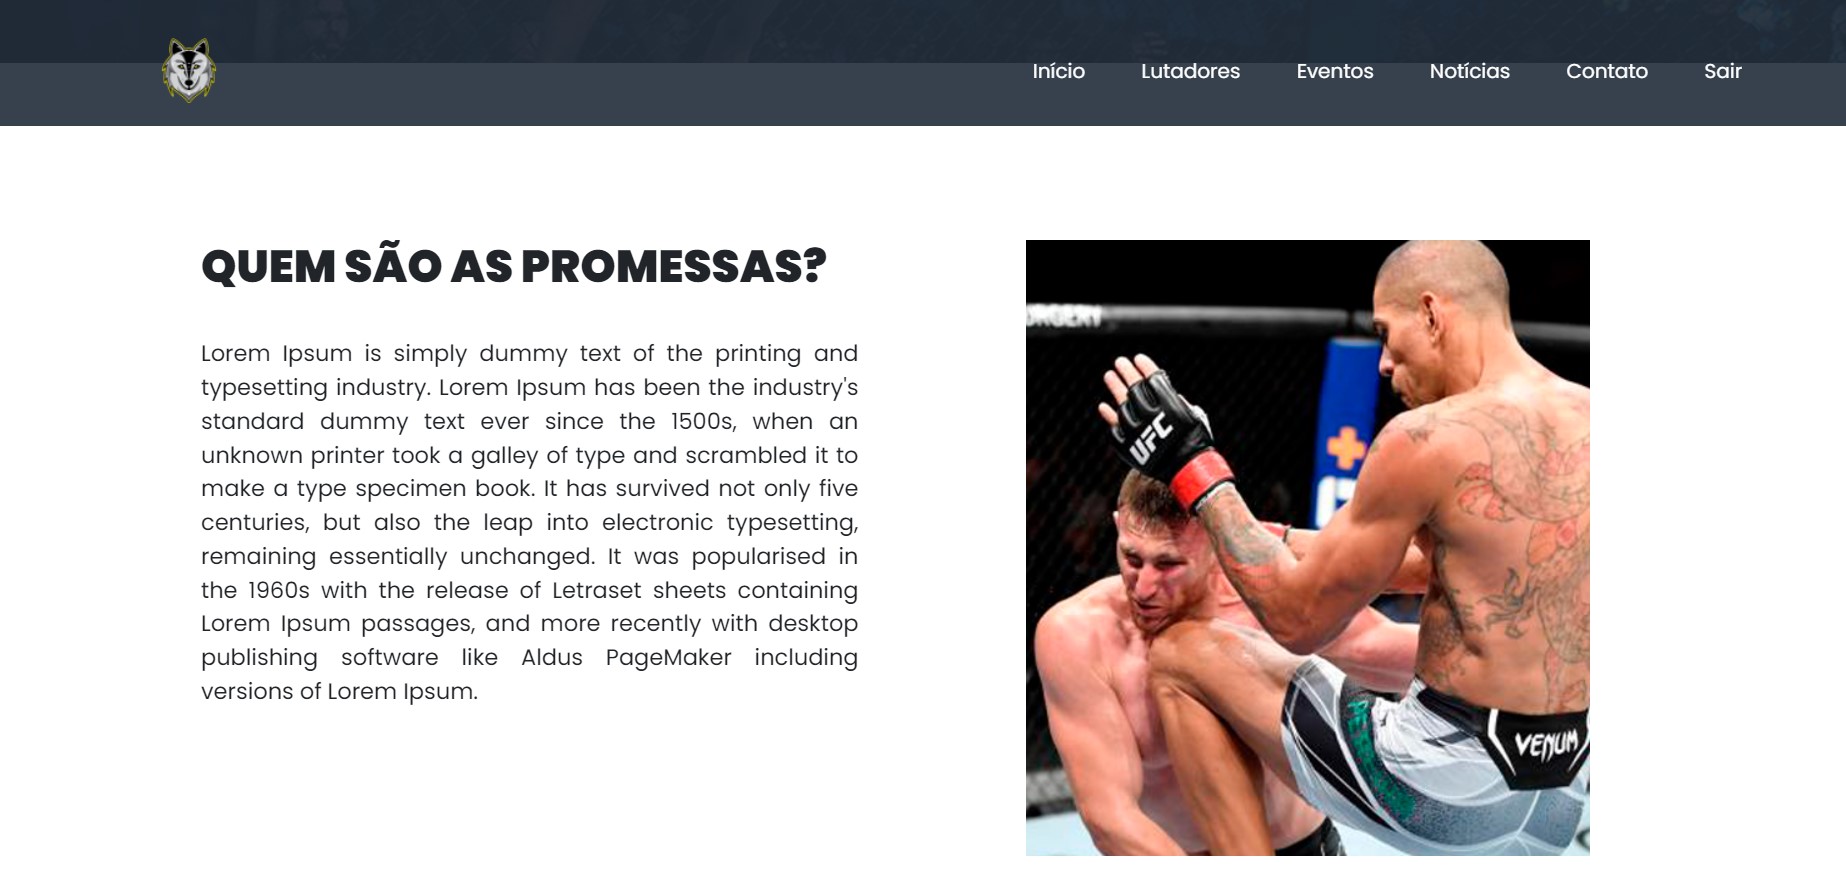 Início Lutadores Eventos Notícias Contato Sair
QUEM SÃO AS PROMESSAS?
Lorem Ipsum is simply dummy text of the printing and
typesetting industry. Lorem Ipsum has been the industry's
standard dummy text ever since the 1500s, when an
unknown printer took a galley of type and scrambled it to
make a type specimen book. It has survived not only five
centuries, but also the leap into electronic typesetting,
remaining essentially unchanged. It was popularised in
the 1960s with the release of Letraset sheets containing
Lorem Ipsum passages, and more recently with desktop
publishing software like Aldus PageMaker including
versions of Lorem Ipsum.
UFC
VENUM